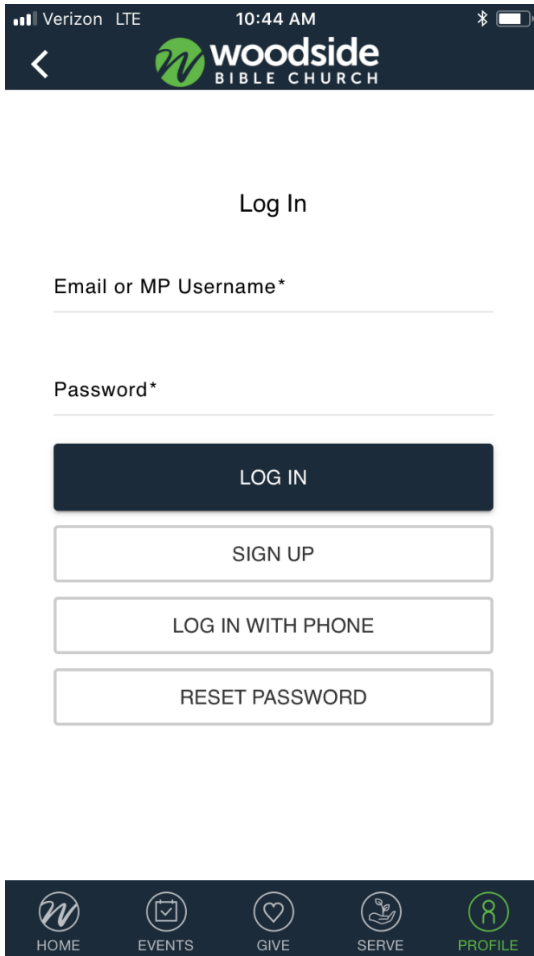 Verizon LTE 10:44 AM
woodside
BIBLE CHURCH
Log In
Email or MP Username*
Password*
LOG IN
SIGN UP
LOG IN WITH PHONE
RESET PASSWORD
HOME EVENTS GIVE SERVE PROFILE